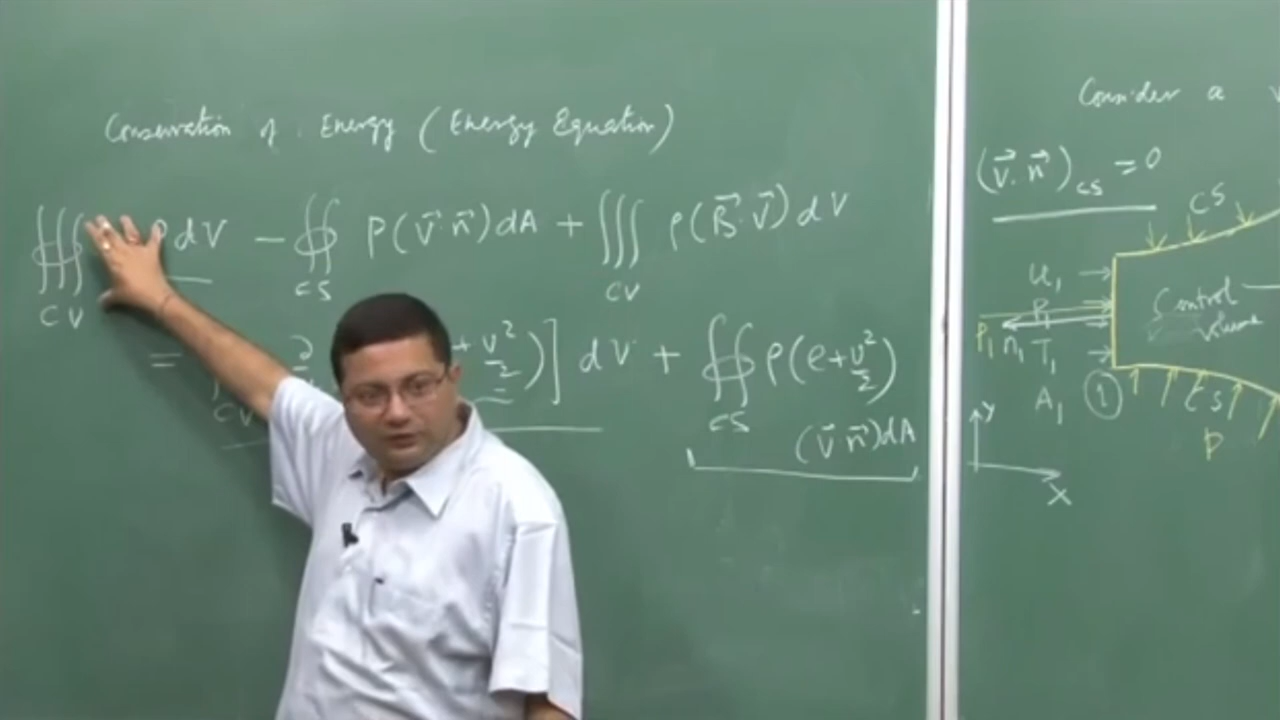 Conservation of Energy (Energy Equation)
∭ ρ dV − ∯ P(v⃗·n⃗)dA + ∭ ρ(B⃗·v⃗)dV
CV CS CV
= ∂ + v²/2)] dV + ∯ ρ(e+v²/2)
CV CS
(v⃗ n⃗)dA
Consider a
(v⃗·n⃗)cs = 0
CS
u₁
P₁
P₁ n₁ T₁
A₁
1
Control
Volume
CS
P
Y
X